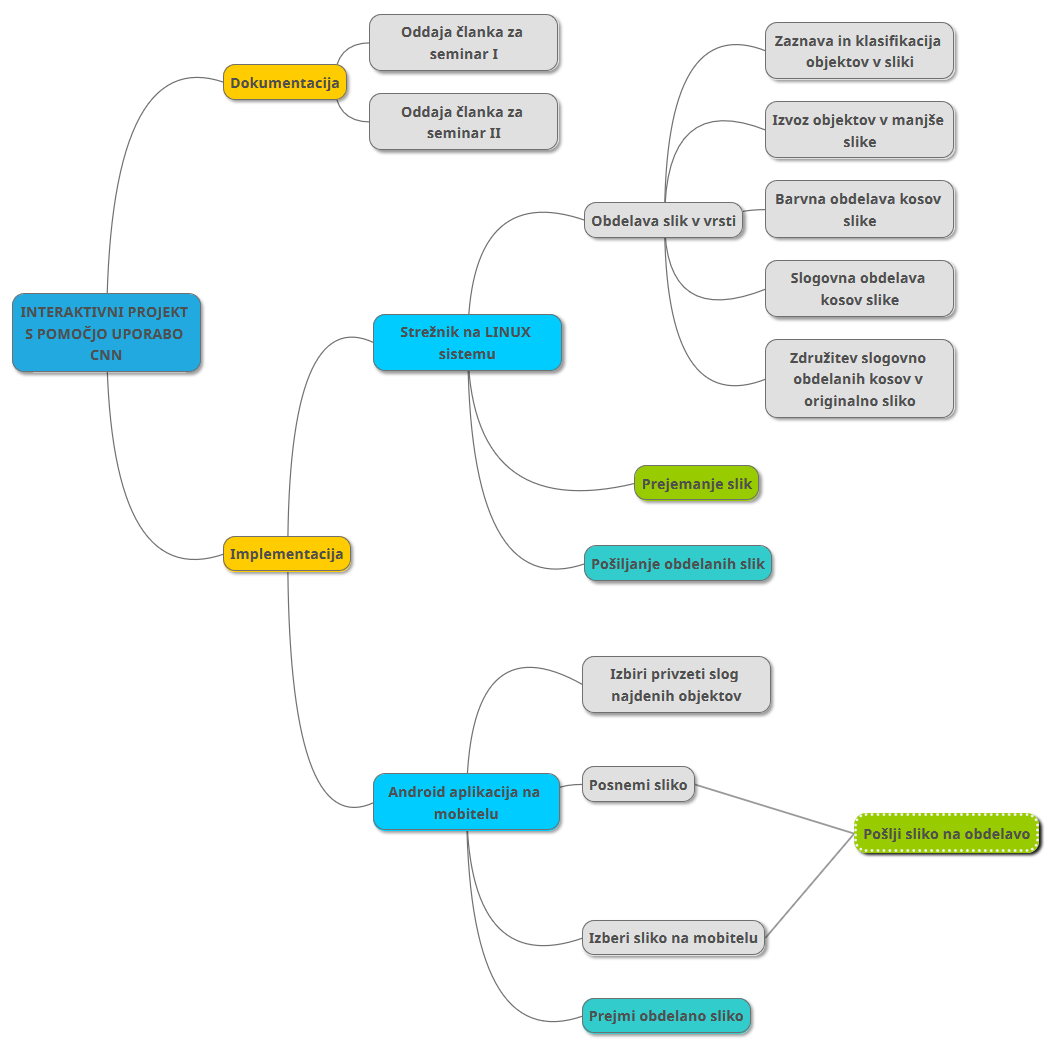 INTERAKTIVNI PROJEKT
S POMOČJO UPORABO
CNN
Dokumentacija
Oddaja članka za
seminar I
Oddaja članka za
seminar II
Implementacija
Strežnik na LINUX
sistemu
Obdelava slik v vrsti
Zaznava in klasifikacija
objektov v sliki
Izvoz objektov v manjše
slike
Barvna obdelava kosov
slike
Slogovna obdelava
kosov slike
Združitev slogovno
obdelanih kosov v
originalno sliko
Prejemanje slik
Pošiljanje obdelanih slik
Android aplikacija na
mobitelu
Izbiri privzeti slog
najdenih objektov
Posnemi sliko
Pošlji sliko na obdelavo
Izberi sliko na mobitelu
Prejmi obdelano sliko